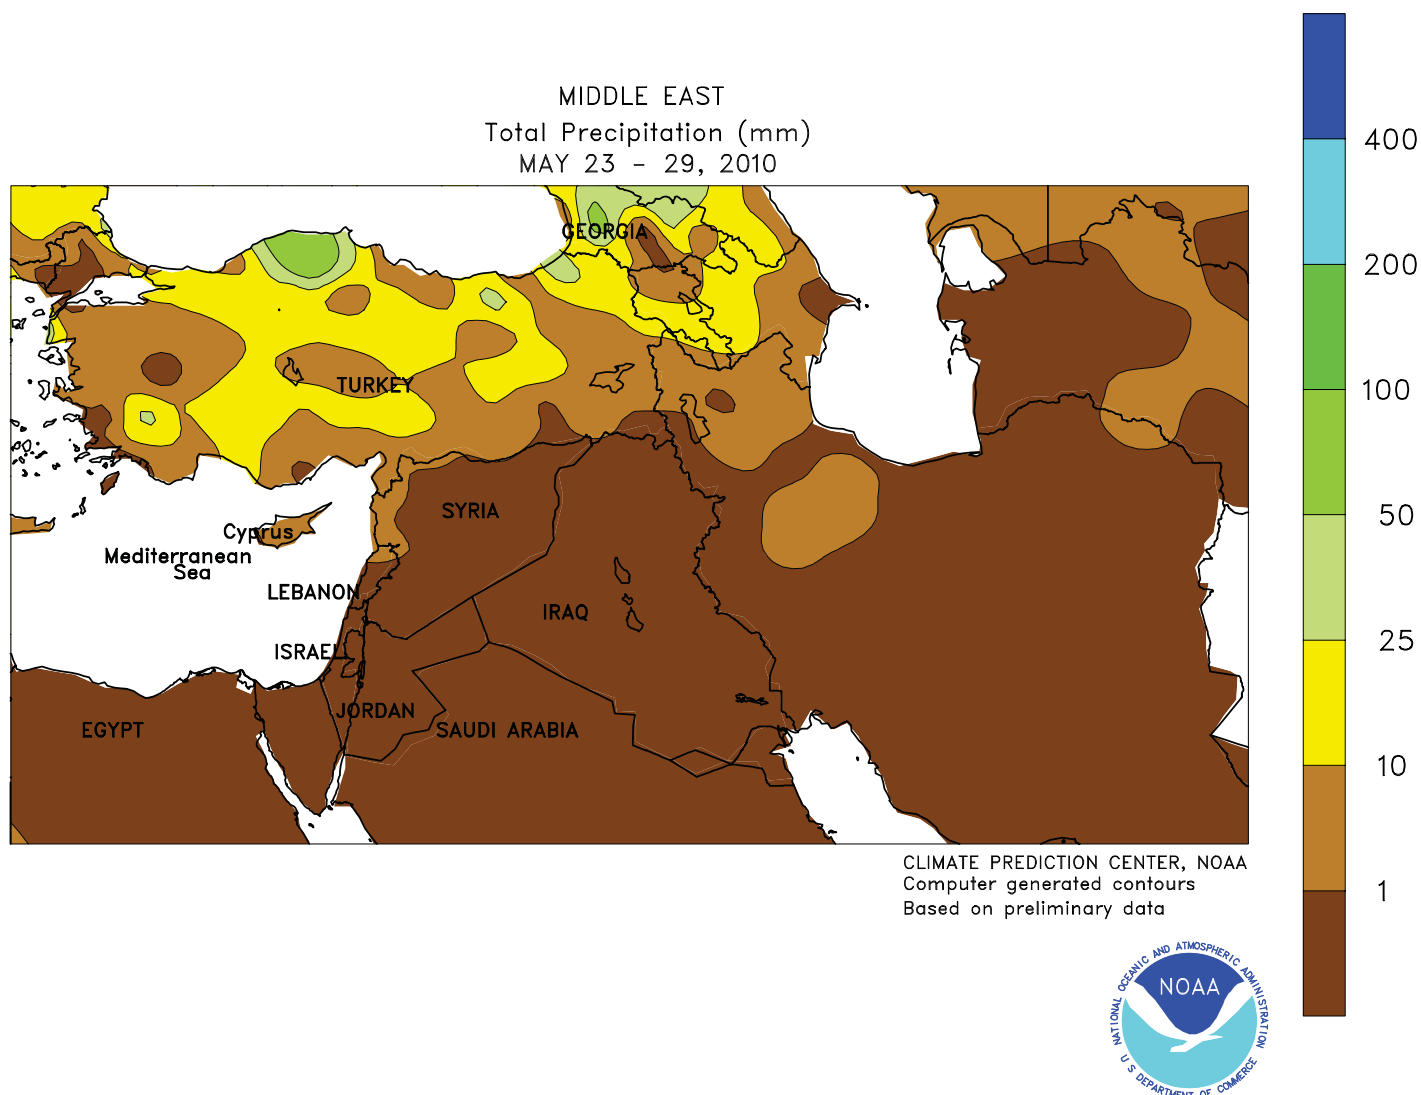 MIDDLE EAST
Total Precipitation (mm)
MAY 23 - 29, 2010
400
200
100
50
25
10
1
GEORGIA
TURKEY
SYRIA
Cyprus
Mediterranean
Sea
LEBANON
IRAQ
ISRAEL
JORDAN
EGYPT
SAUDI ARABIA
CLIMATE PREDICTION CENTER, NOAA
Computer generated contours
Based on preliminary data
NATIONAL OCEANIC AND ATMOSPHERIC ADMINISTRATION
NOAA
U S DEPARTMENT OF COMMERCE